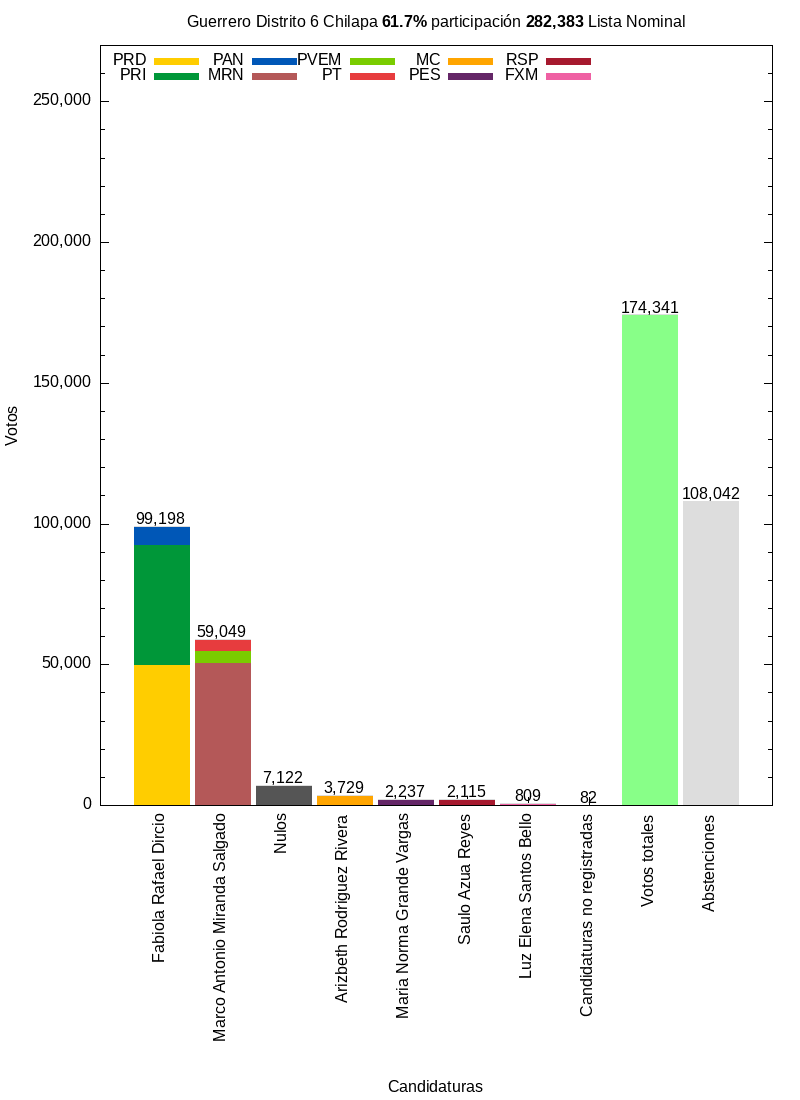 Guerrero Distrito 6 Chilapa 61.7% participación 282,383 Lista Nominal
PRD PAN PVEM MC RSP
PRI MRN PT PES FXM
250,000
200,000
150,000
100,000
50,000
0
Votos
99,198
59,049
7,122
3,729
2,237
2,115
809
82
174,341
108,042
Fabiola Rafael Dircio
Marco Antonio Miranda Salgado
Nulos
Arizbeth Rodriguez Rivera
Maria Norma Grande Vargas
Saulo Azua Reyes
Luz Elena Santos Bello
Candidaturas no registradas
Votos totales
Abstenciones
Candidaturas